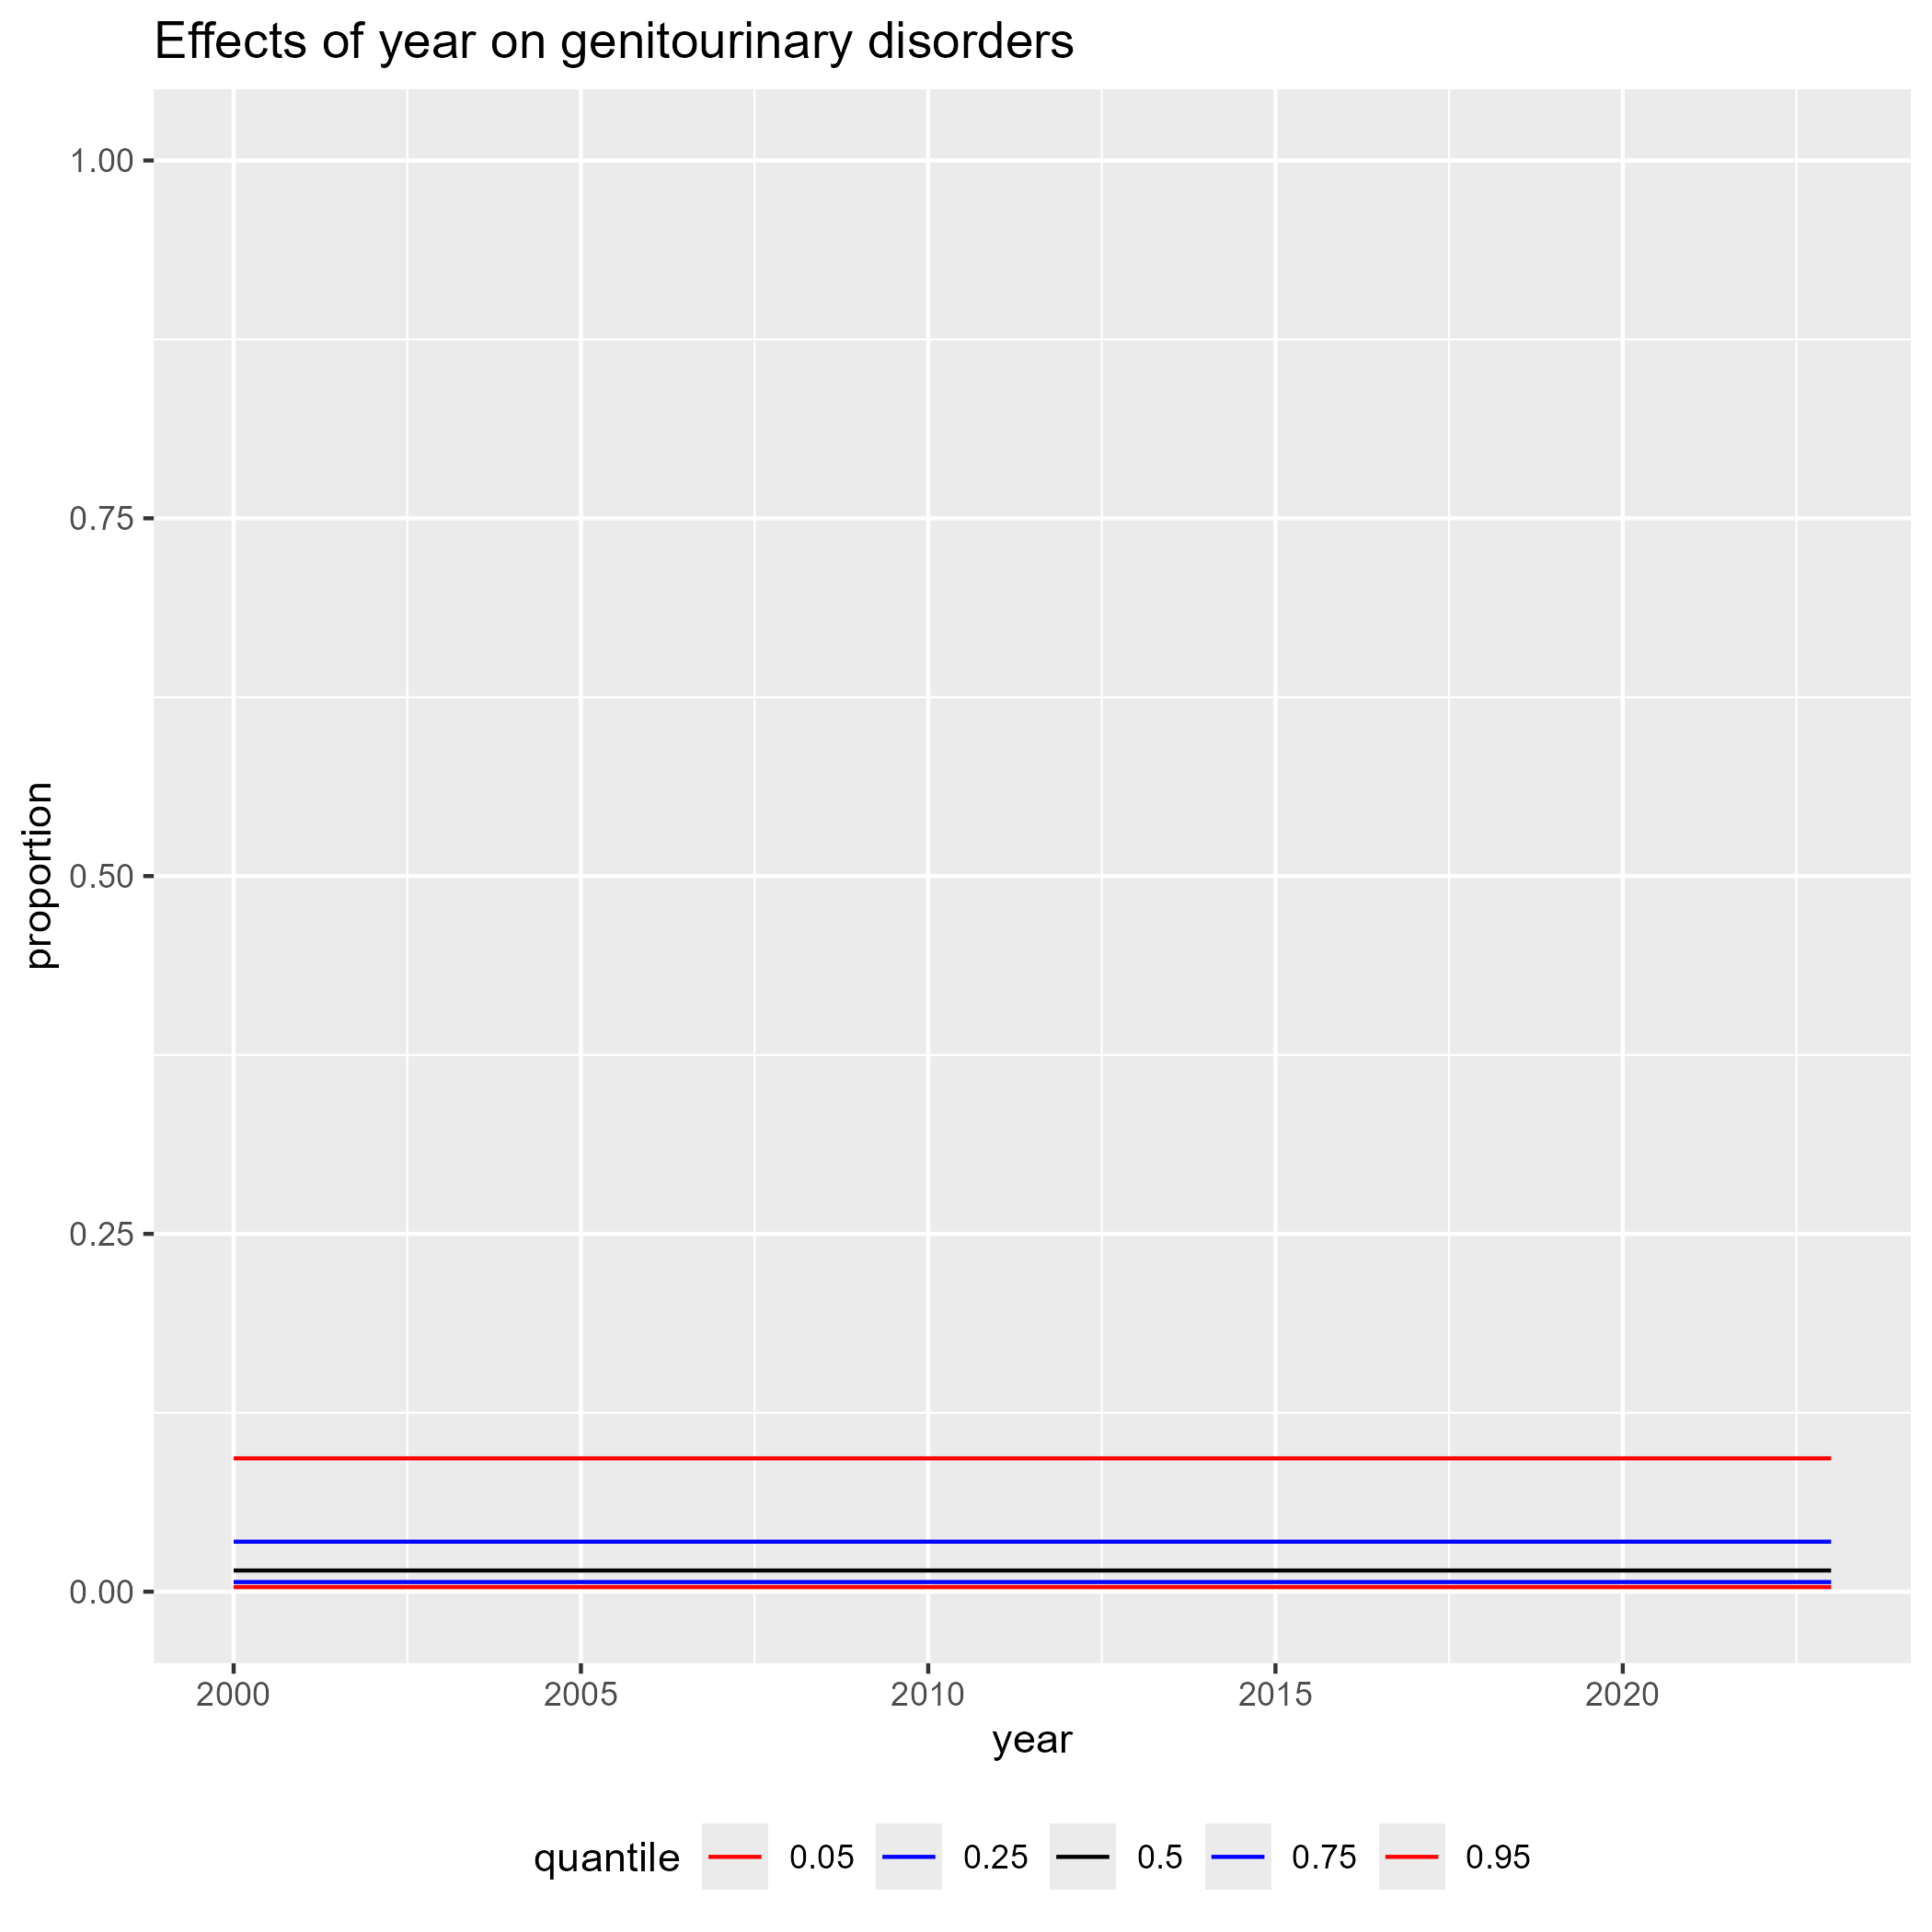 Effects of year on genitourinary disorders
1.00
0.75
0.50
0.25
0.00
proportion
2000 2005 2010 2015 2020
year
quantile 0.05 0.25 0.5 0.75 0.95